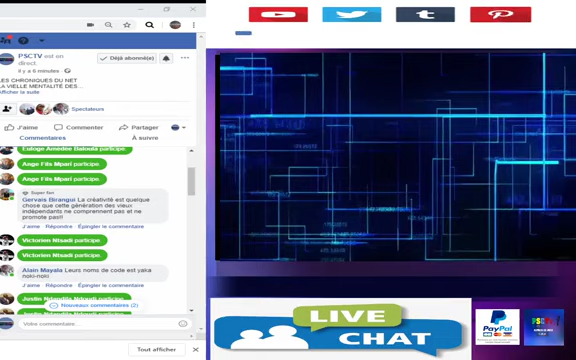 PSCTV est en
direct.
Déjà abonné(e)
il y a 6 minutes
LES CHRONIQUES DU NET
LA VIELLE MENTALITÉ DES...
Afficher la suite
Spectateurs
J'aime
Commenter
Partager
Commentaires
À suivre
participe.
Ange Fils Mpari participe.
Ange Fils Mpari participe.
Super fan
Gervais Birangui La créativité est quelque
chose que cette génération des vieux
indépendants ne comprennent pas et ne
promote pas!!
J'aime Répondre Épingler le commentaire
Victorien Ntsadi participe.
Victorien Ntsadi participe.
Alain Mayala Leurs noms de code est yaka
noki-noki
J'aime Répondre Épingler le commentaire
participe.
Nouveaux commentaires (2)
Votre commentaire...
Tout afficher
LIVE
CHAT
PayPal